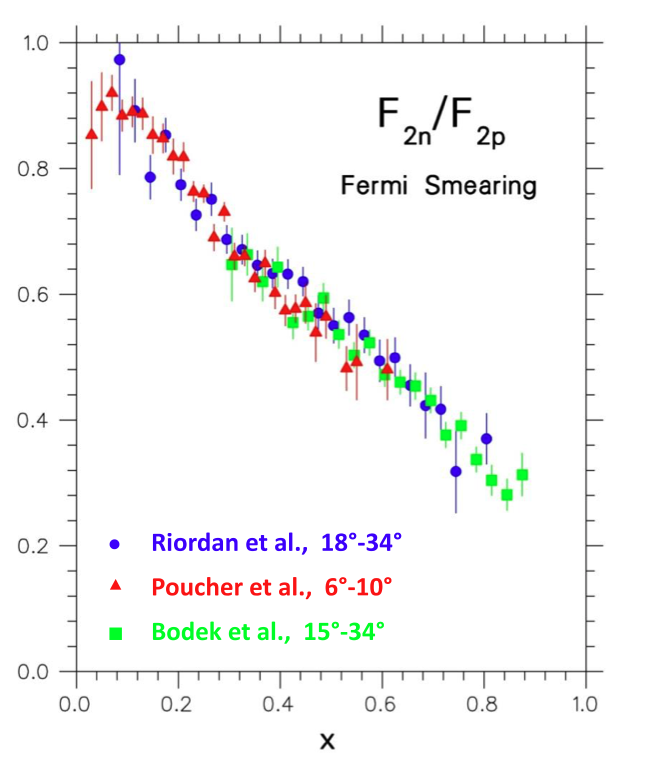 1.0
F2n/F2p
Fermi Smearing
0.8
0.6
0.4
0.2
Riordan et al., 18°-34°
Poucher et al., 6°-10°
Bodek et al., 15°-34°
0.0
0.0 0.2 0.4 0.6 0.8 1.0
x